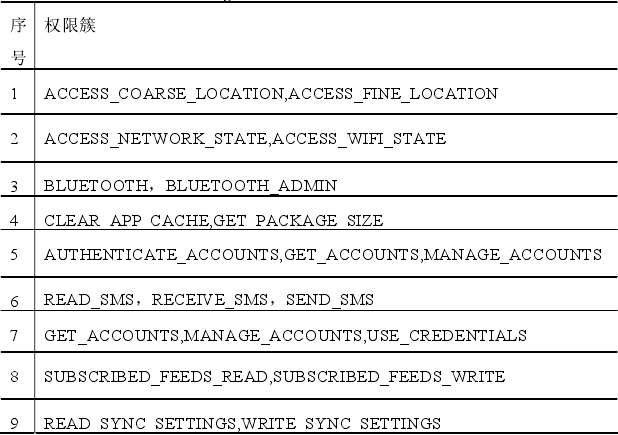 序号 权限簇
1 ACCESS_COARSE_LOCATION,ACCESS_FINE_LOCATION
2 ACCESS_NETWORK_STATE,ACCESS_WIFI_STATE
3 BLUETOOTH，BLUETOOTH_ADMIN
4 CLEAR_APP_CACHE,GET_PACKAGE_SIZE
5 AUTHENTICATE_ACCOUNTS,GET_ACCOUNTS,MANAGE_ACCOUNTS
6 READ_SMS，RECEIVE_SMS，SEND_SMS
7 GET_ACCOUNTS,MANAGE_ACCOUNTS,USE_CREDENTIALS
8 SUBSCRIBED_FEEDS_READ,SUBSCRIBED_FEEDS_WRITE
9 READ_SYNC_SETTINGS,WRITE_SYNC_SETTINGS